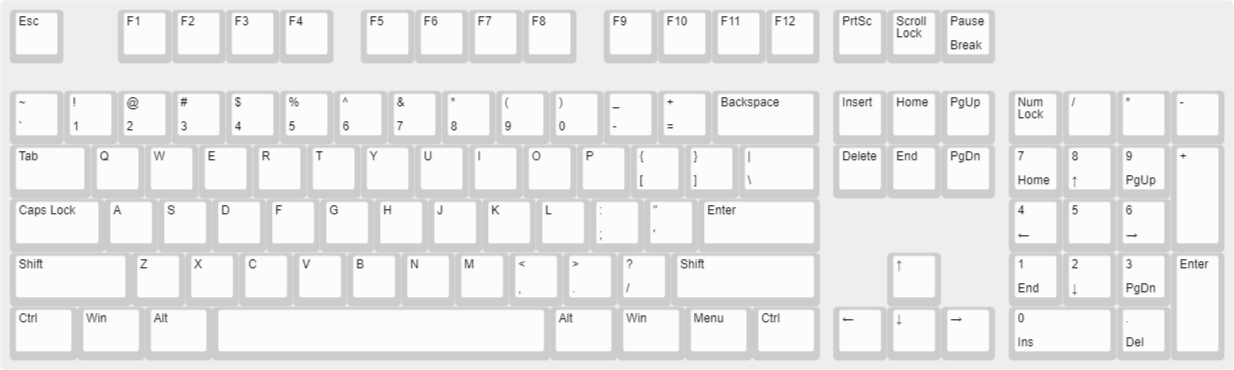 Esc F1 F2 F3 F4 F5 F6 F7 F8 F9 F10 F11 F12 PrtSc Scroll Pause
Lock
Break
~ ! @ # $ % ^ & * ( ) _ + Backspace Insert Home PgUp Num / * -
Lock
` 1 2 3 4 5 6 7 8 9 0 - =
Tab Q W E R T Y U I O P { } | Delete End PgDn 7 8 9 +
[ ] \ Home ↑ PgUp
Caps Lock A S D F G H J K L : " Enter 4 5 6
; ' ← →
Shift Z X C V B N M < > ? Shift ↑ 1 2 3 Enter
, . / End ↓ PgDn
Ctrl Win Alt Alt Win Menu Ctrl ← ↓ → 0 .
Ins Del